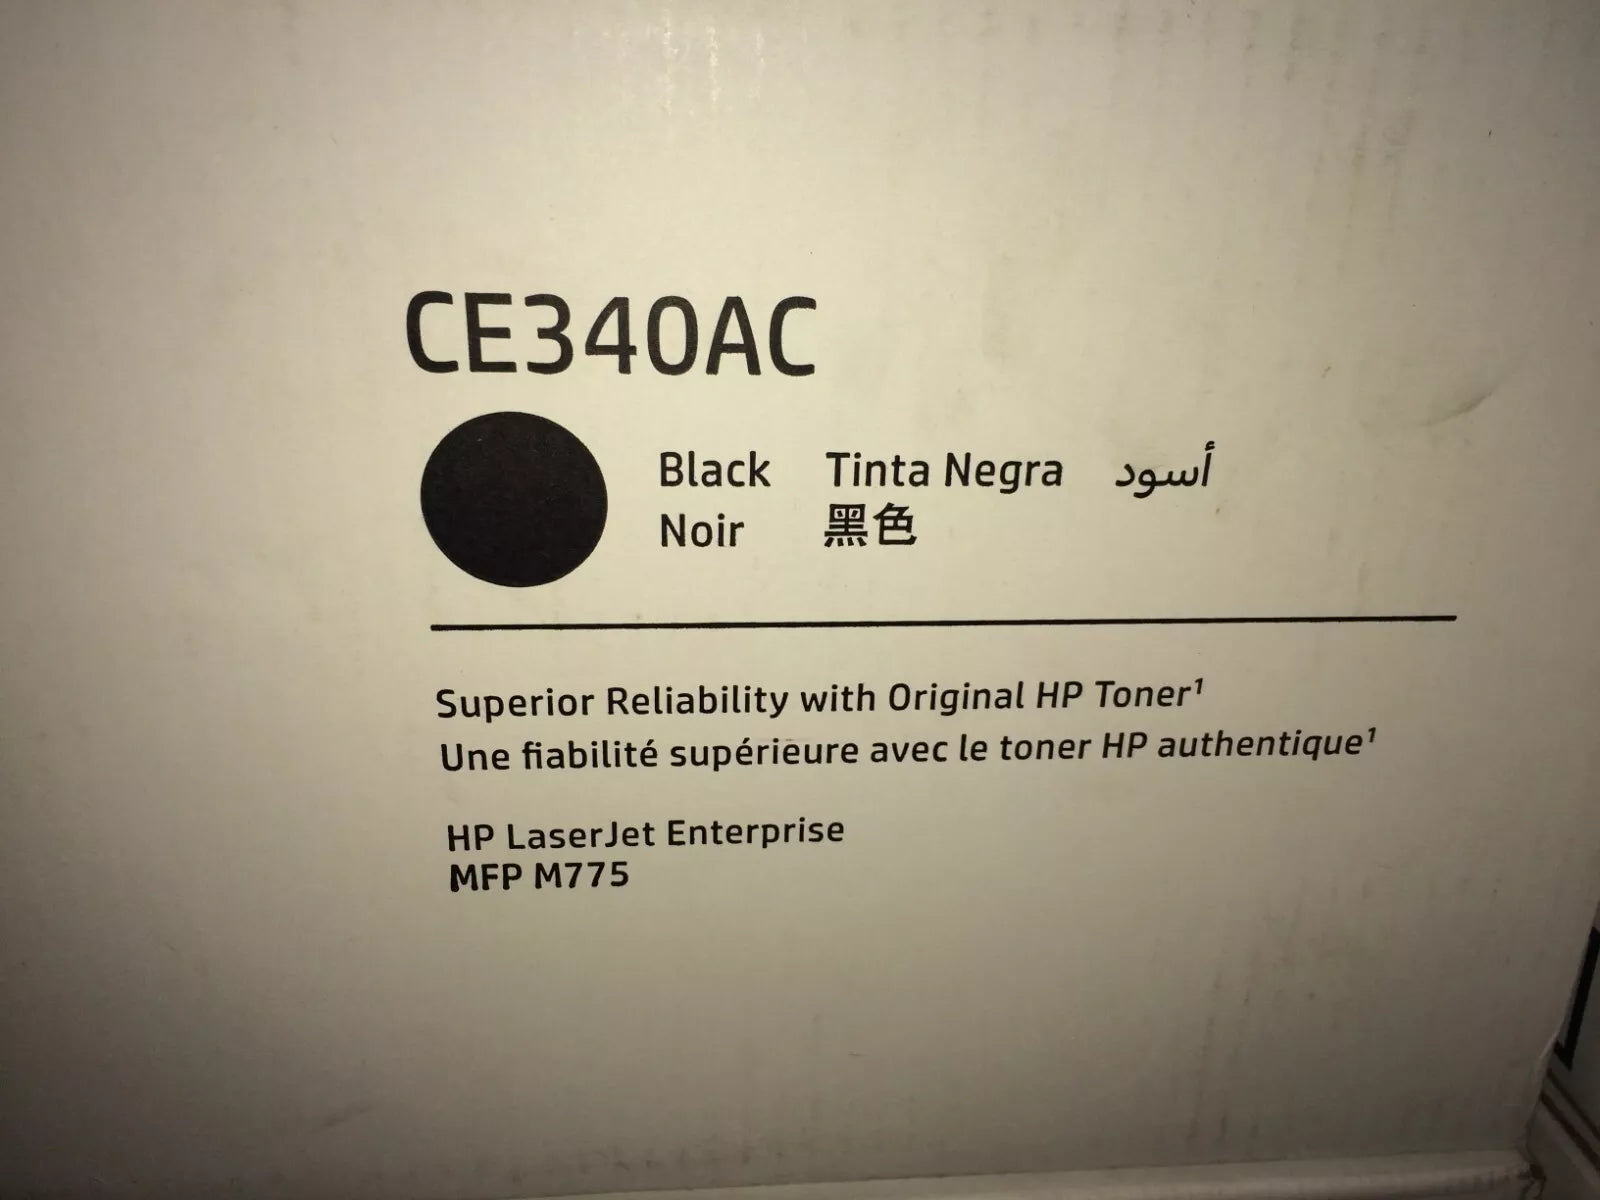 CE340AC
Black Tinta Negra أسود
Noir 黑色
Superior Reliability with Original HP Toner¹
Une fiabilité supérieure avec le toner HP authentique¹
HP LaserJet Enterprise
MFP M775